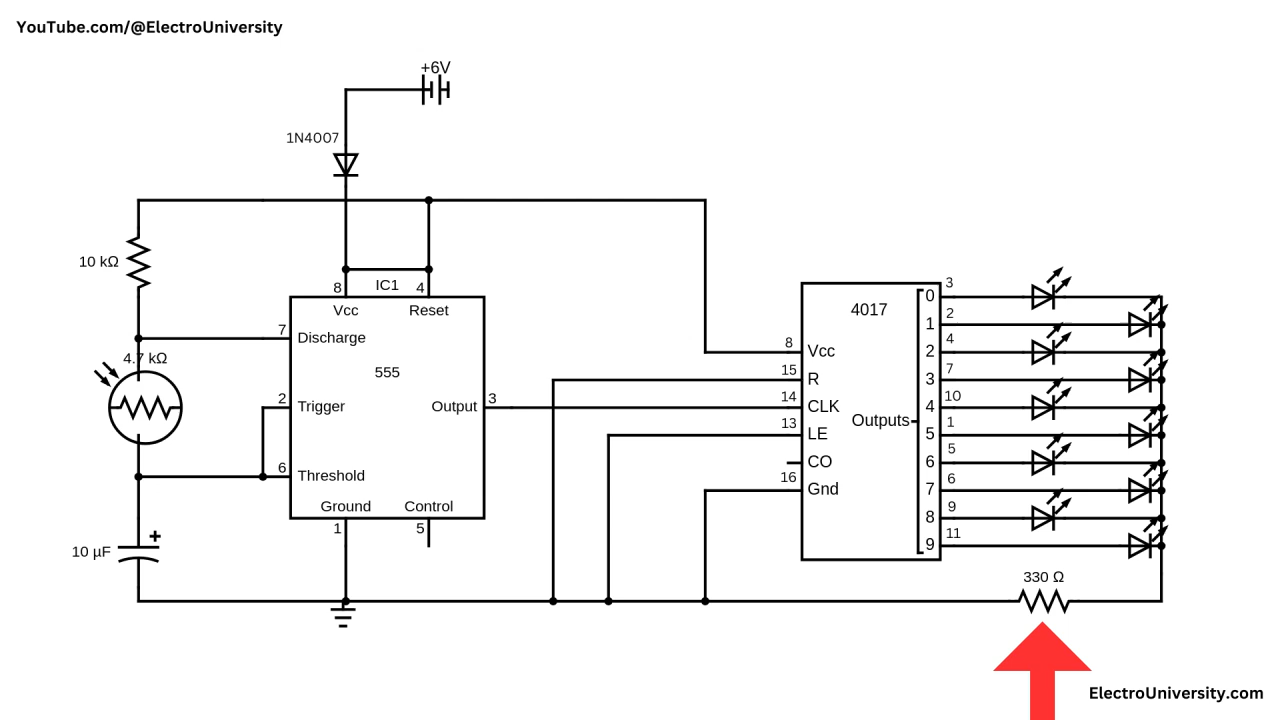 YouTube.com/@ElectroUniversity
+6V
1N4007
10 kΩ
8
IC1
4
Vcc
Reset
7
Discharge
4.7 kΩ
555
2
Trigger
Output
3
6
Threshold
Ground
Control
1
5
10 µF
+
4017
8
Vcc
15
R
14
CLK
13
LE
CO
16
Gnd
Outputs
0
3
1
2
2
4
3
7
4
10
5
1
6
5
7
6
8
9
9
11
330 Ω
ElectroUniversity.com